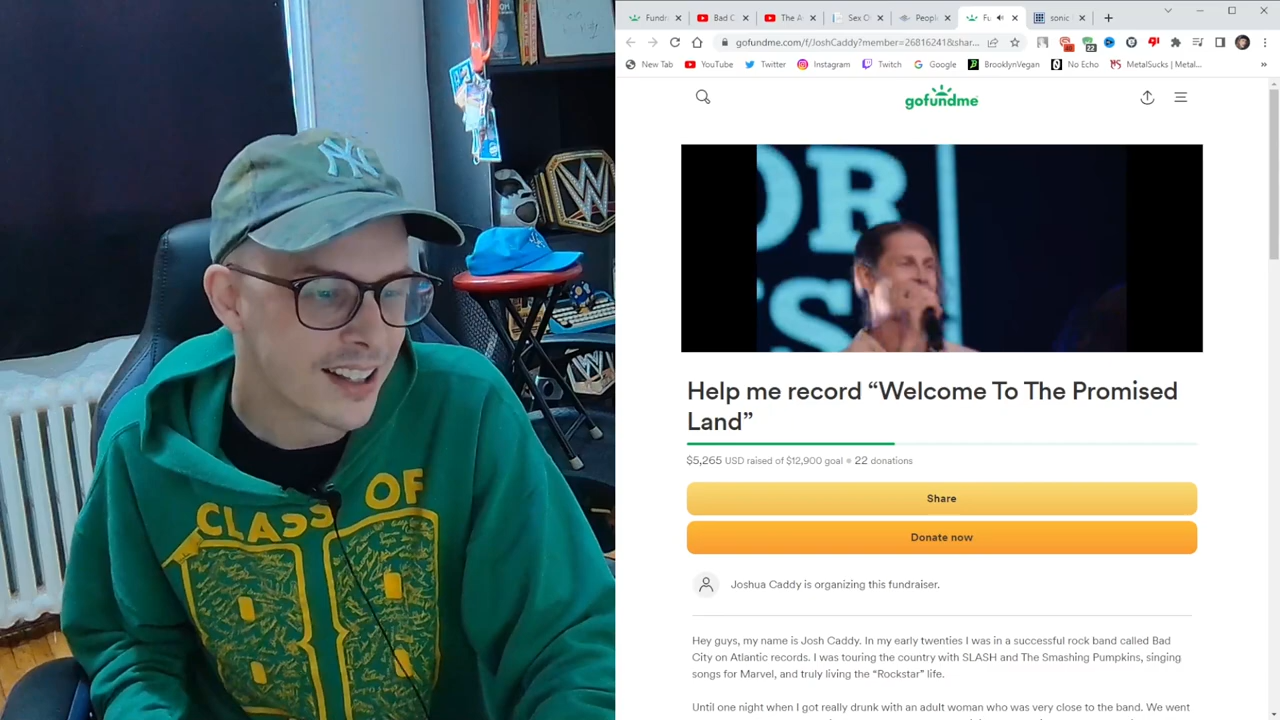 Fundr
Bad C
The A
Sex O
People
Fu
sonic
gofundme.com/f/JoshCaddy?member=26816241&shar...
22
New Tab
YouTube
Twitter
Instagram
Twitch
Google
BrooklynVegan
No Echo
MetalSucks | Metal...
gofundme
OR
S
NY
W
CLASS OF
88
Help me record “Welcome To The Promised
Land”
$5,265 USD raised of $12,900 goal • 22 donations
Share
Donate now
Joshua Caddy is organizing this fundraiser.
Hey guys, my name is Josh Caddy. In my early twenties I was in a successful rock band called Bad
City on Atlantic records. I was touring the country with SLASH and The Smashing Pumpkins, singing
songs for Marvel, and truly living the “Rockstar” life.
Until one night when I got really drunk with an adult woman who was very close to the band. We went